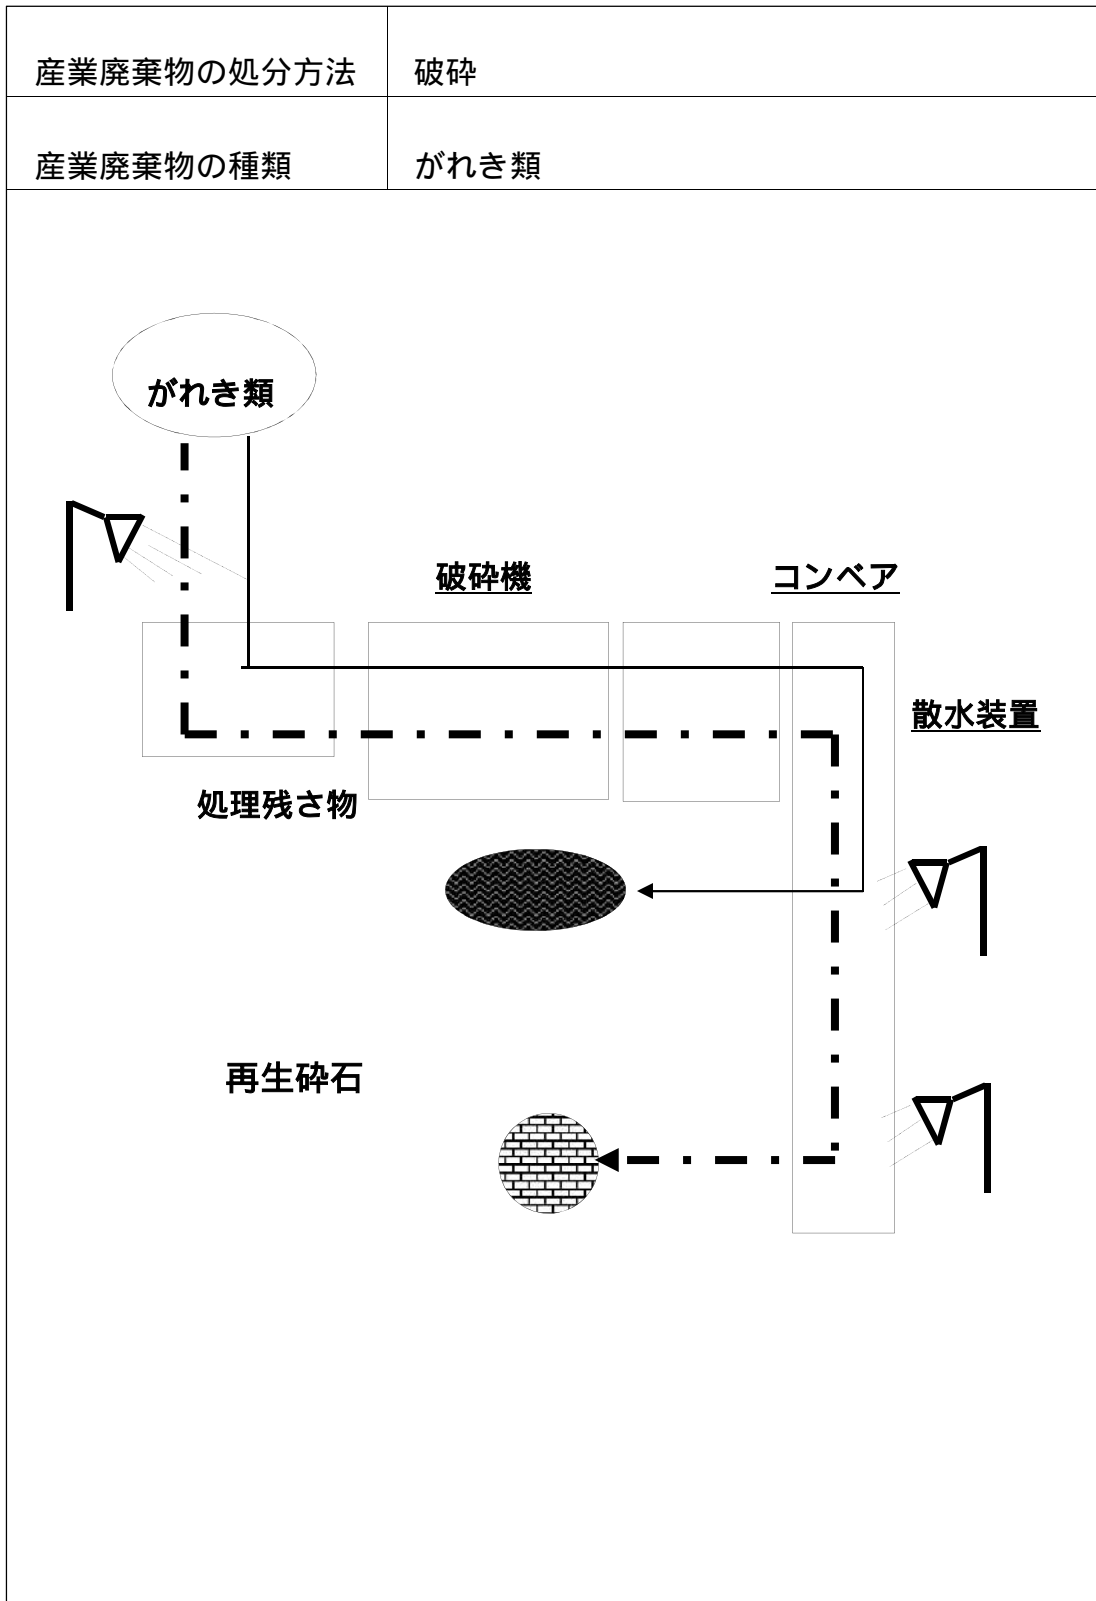 産業廃棄物の処分方法 破砕
産業廃棄物の種類 がれき類
がれき類
破砕機 コンベア
散水装置
処理残さ物
再生砕石